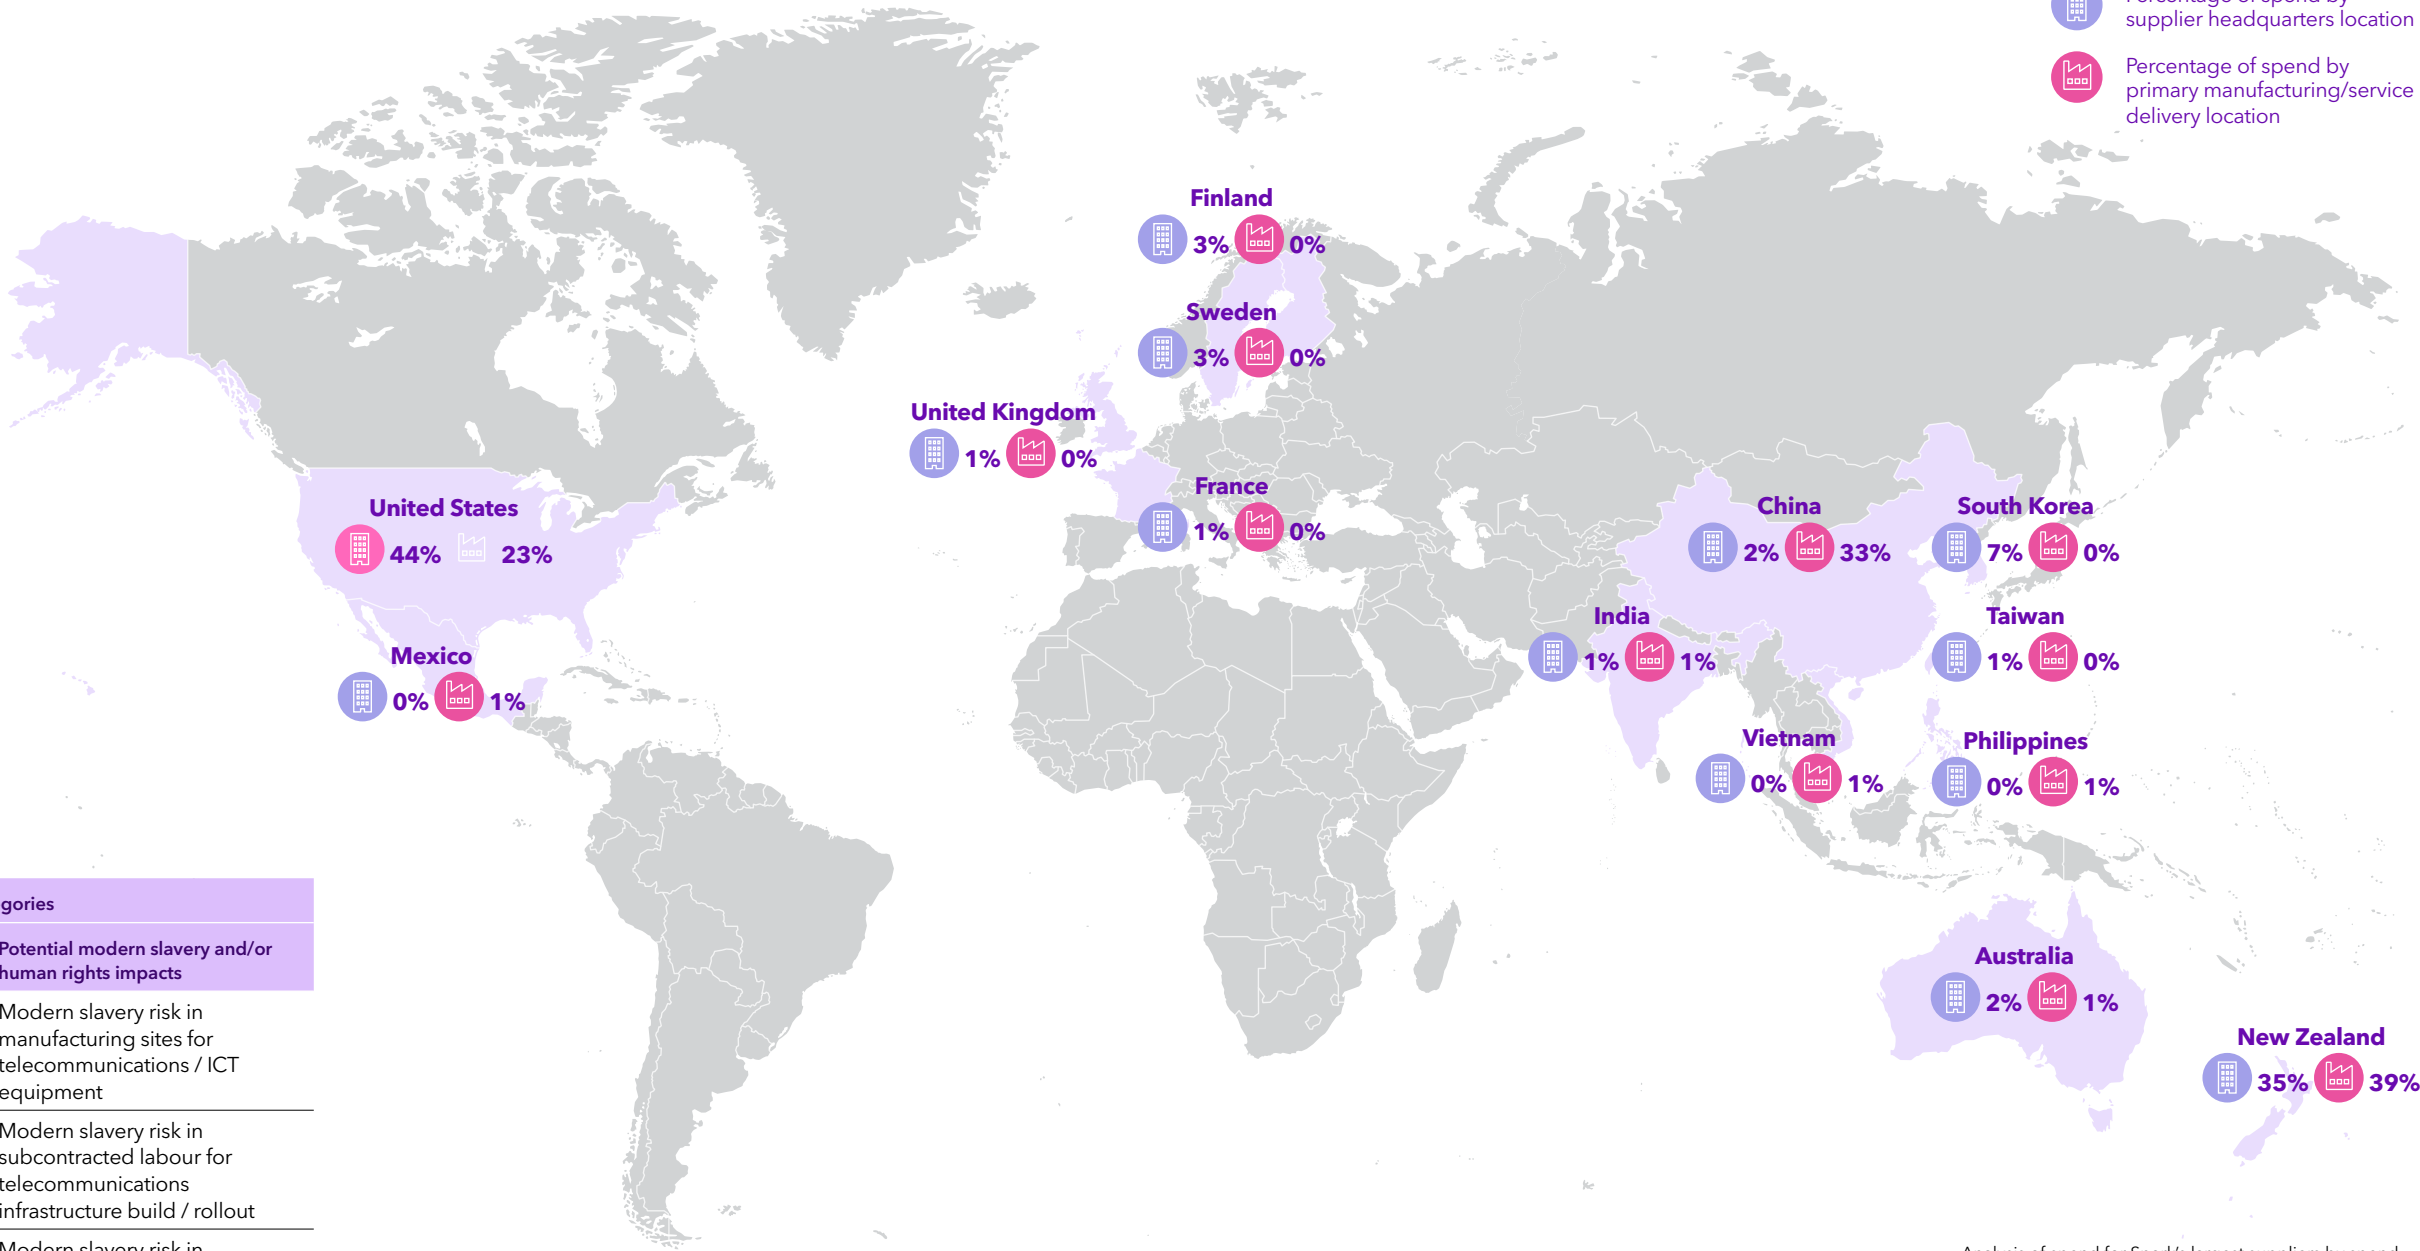 supplier headquarters location
Percentage of spend by
primary manufacturing/service
delivery location
Finland
3% 0%
Sweden
3% 0%
United Kingdom
1% 0%
France
1% 0%
United States
44% 23%
Mexico
0% 1%
China
2% 33%
South Korea
7% 0%
India
1% 1%
Taiwan
1% 0%
Vietnam
0% 1%
Philippines
0% 1%
Australia
2% 1%
New Zealand
35% 39%
gories
Potential modern slavery and/or
human rights impacts
Modern slavery risk in
manufacturing sites for
telecommunications / ICT
equipment
Modern slavery risk in
subcontracted labour for
telecommunications
infrastructure build / rollout
Modern slavery risk in